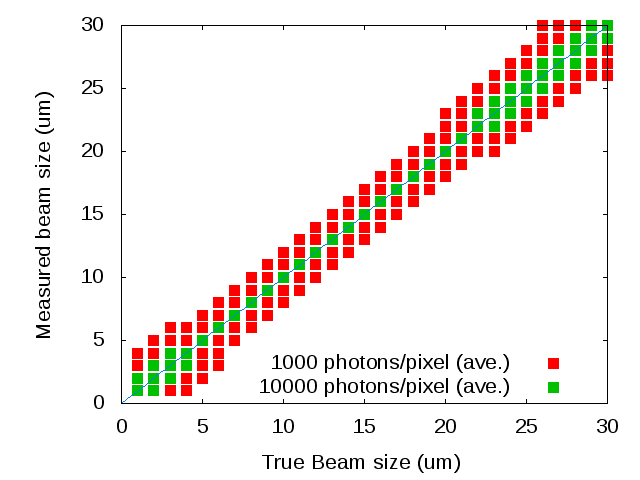 30
25
20
15
10
5
0
Measured beam size (um)
1000 photons/pixel (ave.)
10000 photons/pixel (ave.)
0 5 10 15 20 25 30
True Beam size (um)